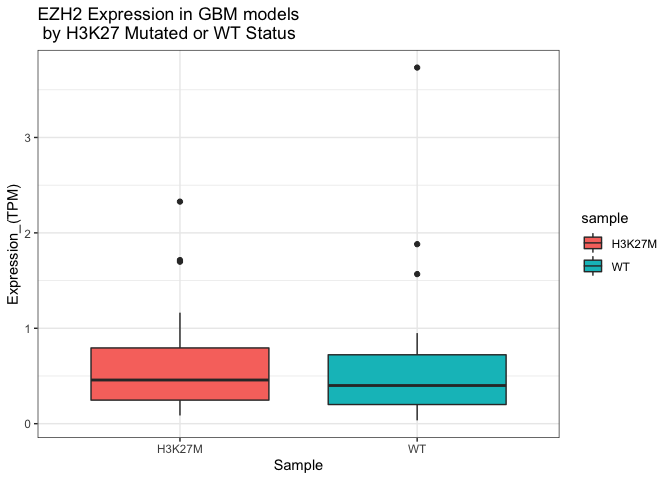 EZH2 Expression in GBM models
by H3K27 Mutated or WT Status
Expression_(TPM)
3
2
1
0
H3K27M
WT
Sample
sample
H3K27M
WT